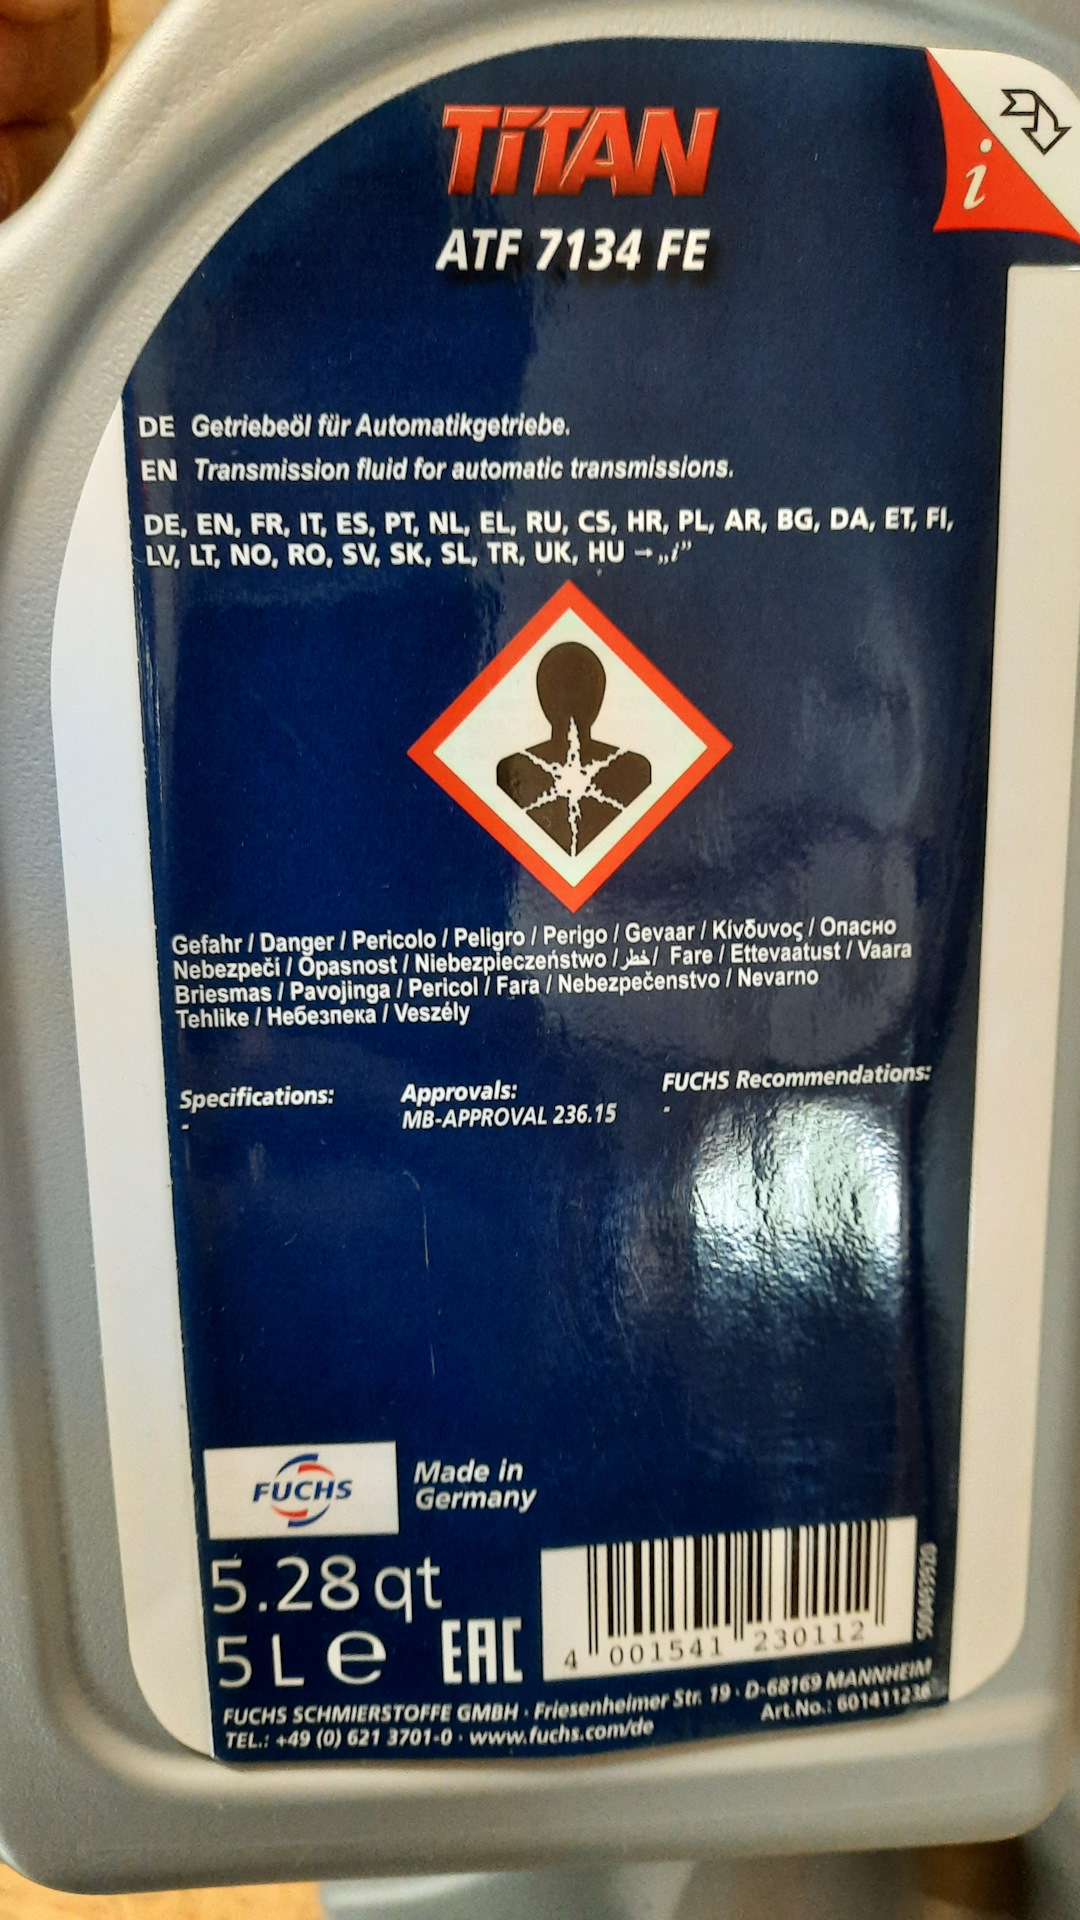 TiTAN
i
ATF 7134 FE
DE Getriebeöl für Automatikgetriebe.
EN Transmission fluid for automatic transmissions.
DE, EN, FR, IT, ES, PT, NL, EL, RU, CS, HR, PL, AR, BG, DA, ET, FI,
LV, LT, NO, RO, SV, SK, SL, TR, UK, HU → „i”
Gefahr / Danger / Pericolo / Peligro / Perigo / Gevaar / Κίνδυνος / Опасно
Nebezpečí / Opasnost / Niebezpieczeństwo / خطر / Fare / Ettevaatust / Vaara
Briesmas / Pavojinga / Pericol / Fara / Nebezpečenstvo / Nevarno
Tehlike / Небезпека / Veszély
Specifications: Approvals: FUCHS Recommendations:
- MB-APPROVAL 236.15 -
FUCHS
Made in
Germany
5.28 qt
5 L e EAC
4 001541 230112
FUCHS SCHMIERSTOFFE GMBH · Friesenheimer Str. 19 · D-68169 MANNHEIM
TEL.: +49 (0) 621 3701-0 · www.fuchs.com/de Art.No.: 601411236